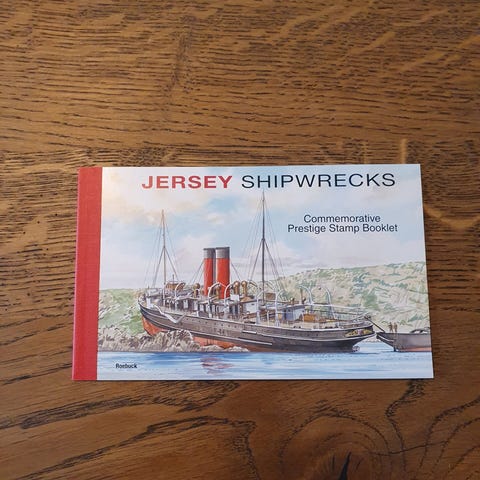 JERSEY SHIPWRECKS
Commemorative
Prestige Stamp Booklet
Roebuck